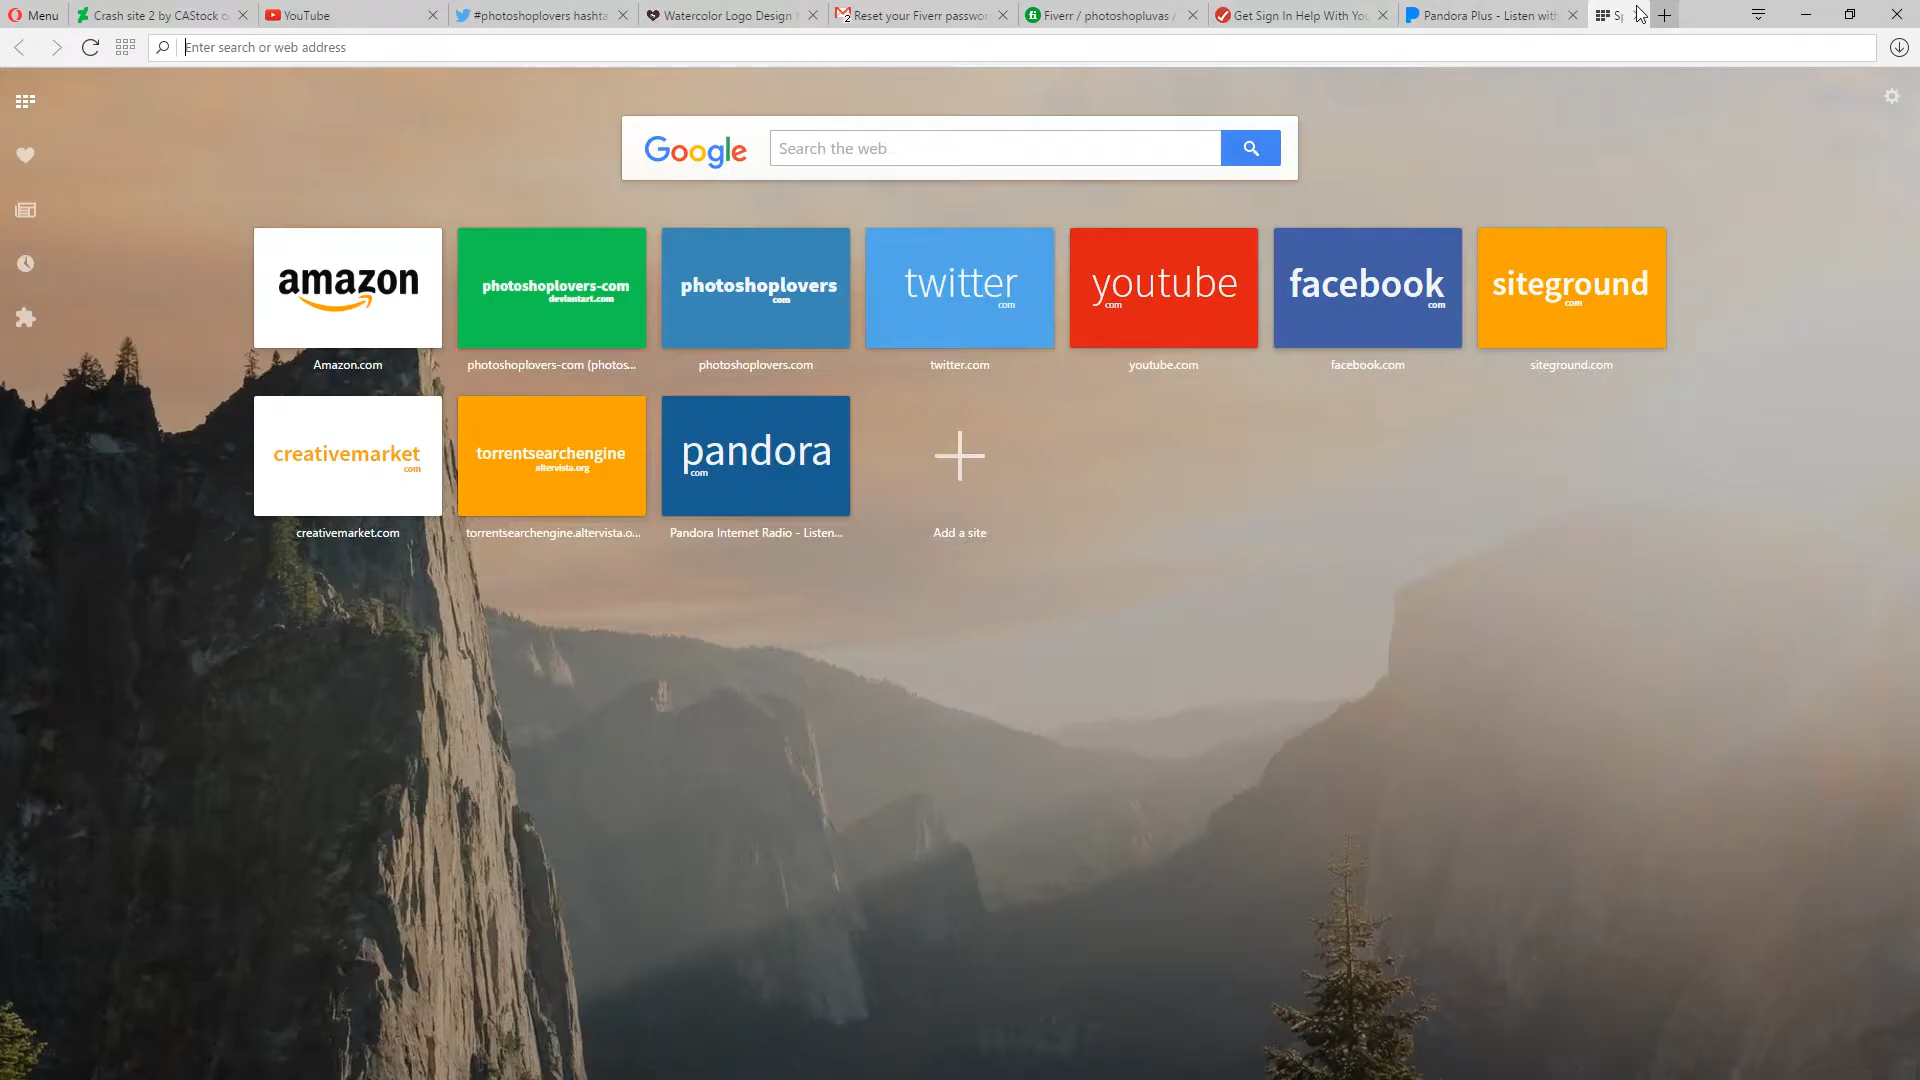 Menu
Crash site 2 by CAStock o
YouTube
#photoshoplovers hashta
Watercolor Logo Design
2 Reset your Fiverr passwo
fi Fiverr / photoshopluvas /
Get Sign In Help With You
Pandora Plus - Listen with
Sp
Enter search or web address
Google
Search the web
amazon
photoshoplovers-com
deviantart.com
photoshoplovers
com
twitter
com
youtube
com
facebook
com
siteground
com
Amazon.com
photoshoplovers-com (photos...
photoshoplovers.com
twitter.com
youtube.com
facebook.com
siteground.com
creativemarket
com
torrentsearchengine
altervista.org
pandora
com
creativemarket.com
torrentsearchengine.altervista.o...
Pandora Internet Radio - Listen...
Add a site